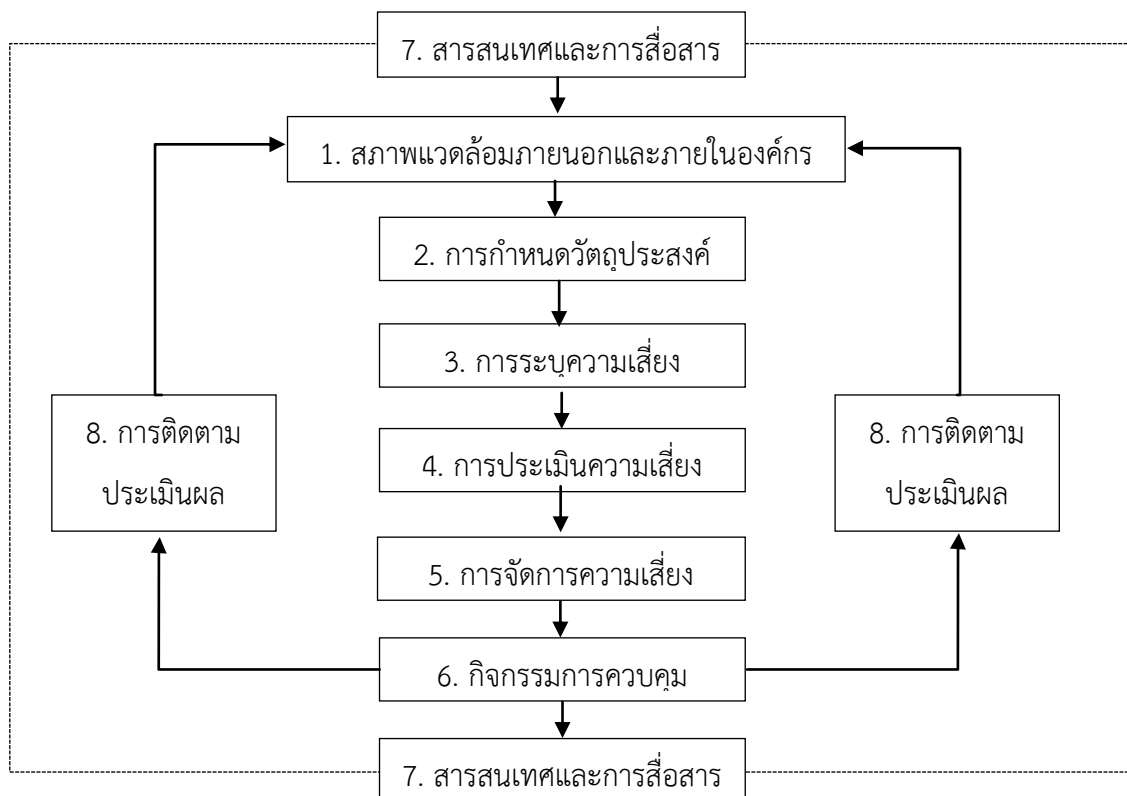 7. สารสนเทศและการสื่อสาร
1. สภาพแวดล้อมภายนอกและภายในองค์กร
2. การกำหนดวัตถุประสงค์
3. การระบุความเสี่ยง
8. การติดตาม
ประเมินผล
4. การประเมินความเสี่ยง
8. การติดตาม
ประเมินผล
5. การจัดการความเสี่ยง
6. กิจกรรมการควบคุม
7. สารสนเทศและการสื่อสาร